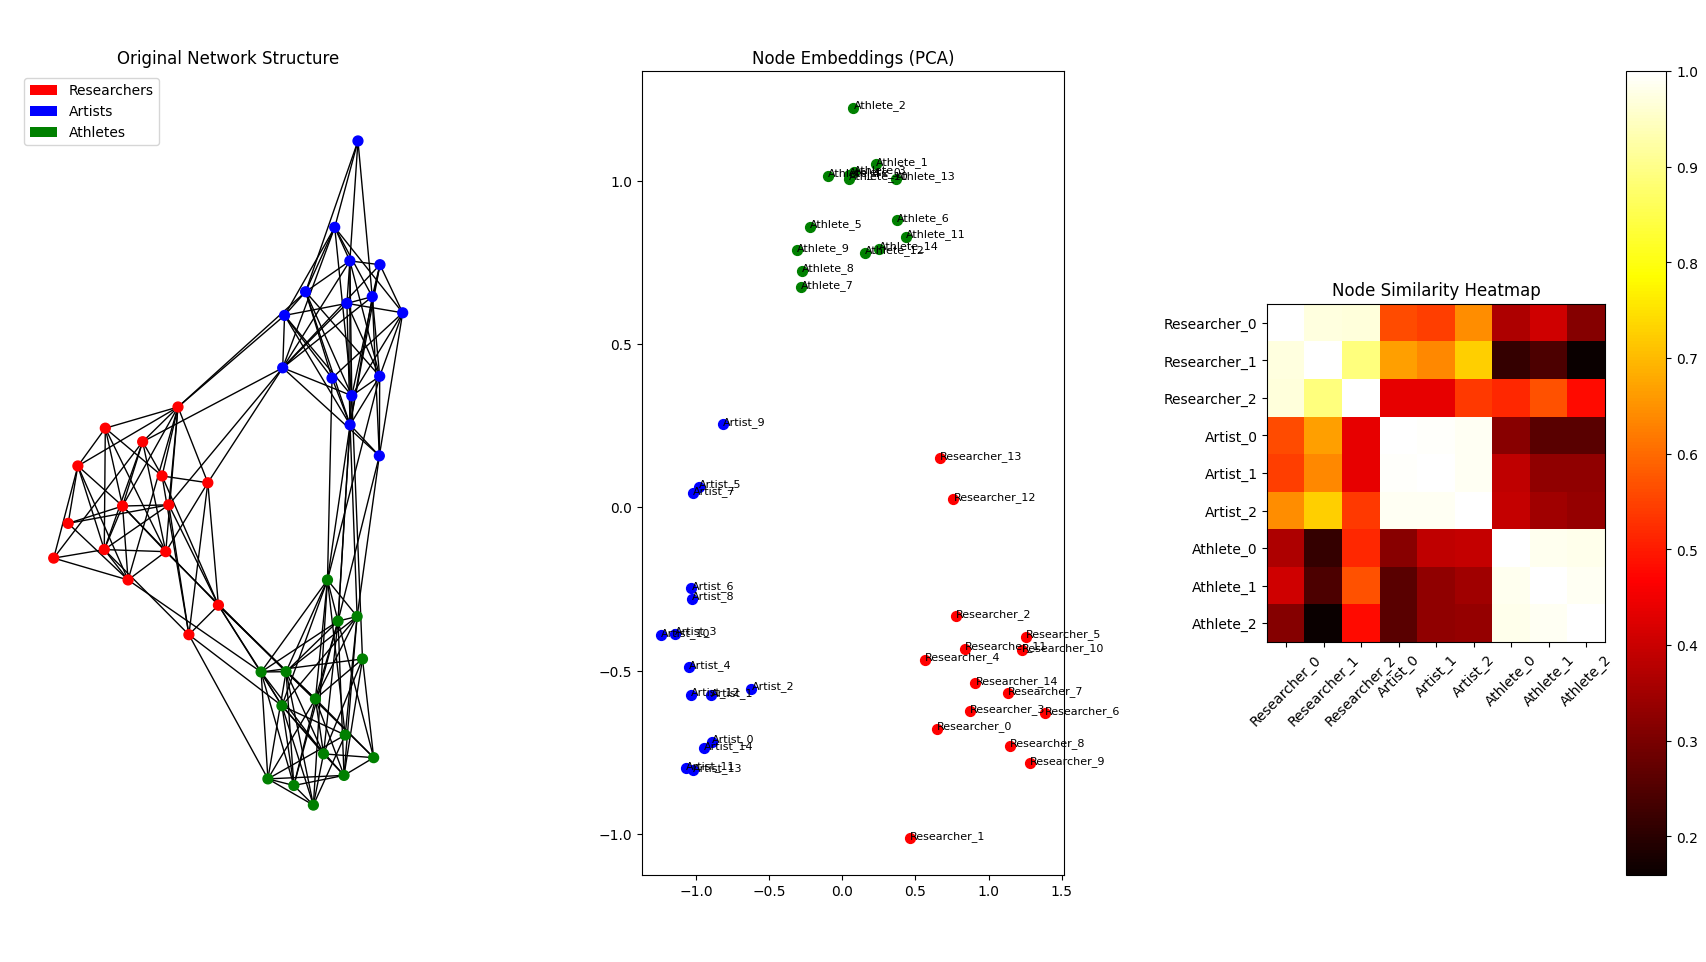 Original Network Structure
Researchers
Artists
Athletes
Node Embeddings (PCA)
Athlete_2
Athlete_1
Athlete_13
Athlete_5
Athlete_6
Athlete_11
Athlete_14
Athlete_12
Athlete_9
Athlete_8
Athlete_7
Artist_9
Researcher_13
Artist_5
Artist_7
Researcher_12
Artist_6
Artist_8
Researcher_2
Artist_3
Artist_10
Researcher_5
Researcher_11
Researcher_10
Researcher_4
Artist_4
Researcher_14
Artist_2
Artist_12
Artist_1
Researcher_7
Researcher_3
Researcher_6
Researcher_0
Artist_0
Artist_14
Researcher_8
Researcher_9
Artist_11
Artist_13
Researcher_1
1.0
0.5
0.0
−0.5
−1.0
−1.0
−0.5
0.0
0.5
1.0
1.5
Node Similarity Heatmap
Researcher_0
Researcher_1
Researcher_2
Artist_0
Artist_1
Artist_2
Athlete_0
Athlete_1
Athlete_2
Researcher_0
Researcher_1
Researcher_2
Artist_0
Artist_1
Artist_2
Athlete_0
Athlete_1
Athlete_2
1.0
0.9
0.8
0.7
0.6
0.5
0.4
0.3
0.2